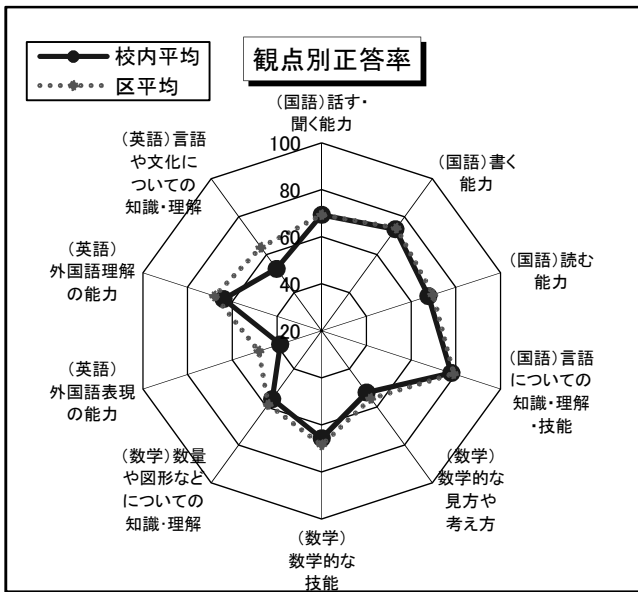 校内平均
区平均
観点別正答率
(国語)話す・
聞く能力
(国語)書く
能力
(国語)読む
能力
(国語)言語
についての
知識・理解
・技能
(数学)
数学的な
見方や
考え方
(数学)
数学的な
技能
(数学)数量
や図形など
についての
知識・理解
(英語)
外国語表現
の能力
(英語)
外国語理解
の能力
(英語)言語
や文化に
ついての
知識・理解
100
80
60
40
20